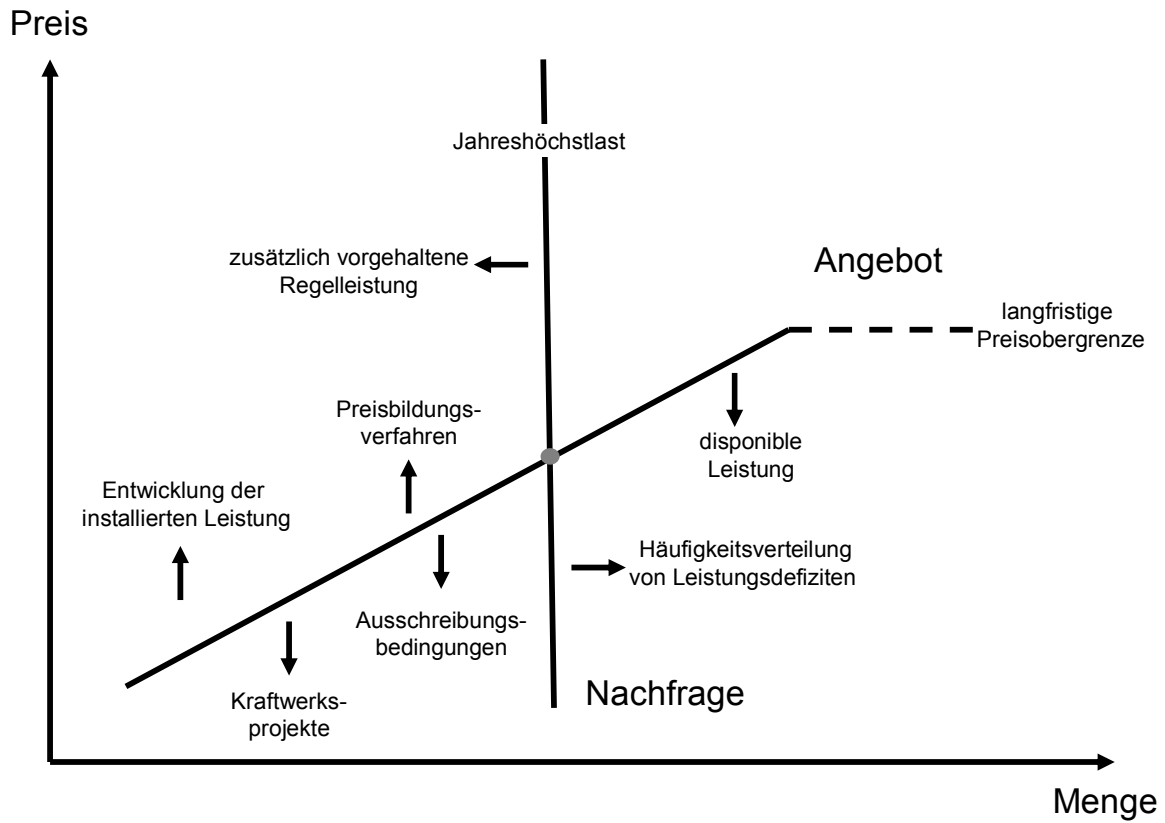 Preis
Jahreshöchstlast
zusätzlich vorgehaltene
Regelleistung
Angebot
langfristige
Preisobergrenze
Preisbildungs-
verfahren
disponible
Leistung
Entwicklung der
installierten Leistung
Häufigkeitsverteilung
von Leistungsdefiziten
Ausschreibungs-
bedingungen
Kraftwerks-
projekte
Nachfrage
Menge